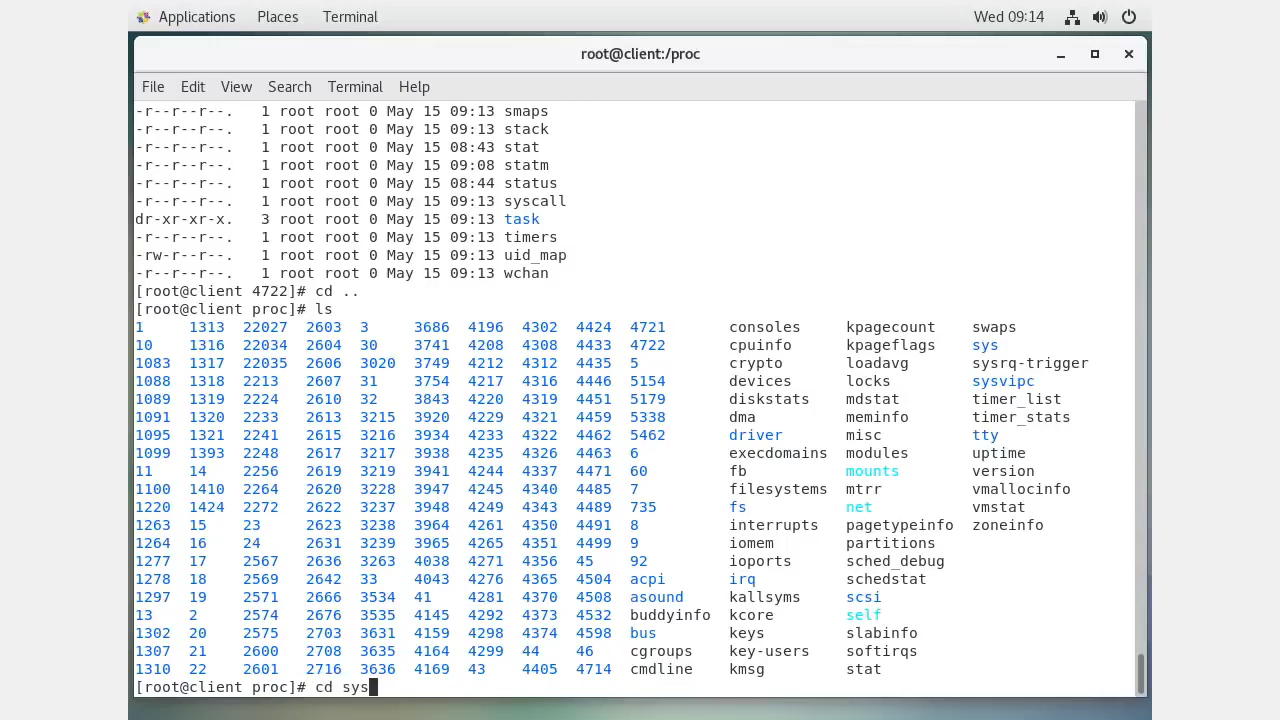 Applications Places Terminal Wed 09:14
root@client:/proc
File Edit View Search Terminal Help
-r--r--r--. 1 root root 0 May 15 09:13 smaps
-r--r--r--. 1 root root 0 May 15 09:13 stack
-r--r--r--. 1 root root 0 May 15 08:43 stat
-r--r--r--. 1 root root 0 May 15 09:08 statm
-r--r--r--. 1 root root 0 May 15 08:44 status
-r--r--r--. 1 root root 0 May 15 09:13 syscall
dr-xr-xr-x. 3 root root 0 May 15 09:13 task
-r--r--r--. 1 root root 0 May 15 09:13 timers
-rw-r--r--. 1 root root 0 May 15 09:13 uid_map
-r--r--r--. 1 root root 0 May 15 09:13 wchan
[root@client 4722]# cd ..
[root@client proc]# ls
1 1313 22027 2603 3 3686 4196 4302 4424 4721 consoles kpagecount swaps
10 1316 22034 2604 30 3741 4208 4308 4433 4722 cpuinfo kpageflags sys
1083 1317 22035 2606 3020 3749 4212 4312 4435 5 crypto loadavg sysrq-trigger
1088 1318 2213 2607 31 3754 4217 4316 4446 5154 devices locks sysvipc
1089 1319 2224 2610 32 3843 4220 4319 4451 5179 diskstats mdstat timer_list
1091 1320 2233 2613 3215 3920 4229 4321 4459 5338 dma meminfo timer_stats
1095 1321 2241 2615 3216 3934 4233 4322 4462 5462 driver misc tty
1099 1393 2248 2617 3217 3938 4235 4326 4463 6 execdomains modules uptime
11 14 2256 2619 3219 3941 4244 4337 4471 60 fb mounts version
1100 1410 2264 2620 3228 3947 4245 4340 4485 7 filesystems mtrr vmallocinfo
1220 1424 2272 2622 3237 3948 4249 4343 4489 735 fs net vmstat
1263 15 23 2623 3238 3964 4261 4350 4491 8 interrupts pagetypeinfo zoneinfo
1264 16 24 2631 3239 3965 4265 4351 4499 9 iomem partitions
1277 17 2567 2636 3263 4038 4271 4356 45 92 ioports sched_debug
1278 18 2569 2642 33 4043 4276 4365 4504 acpi irq schedstat
1297 19 2571 2666 3534 41 4281 4370 4508 asound kallsyms scsi
13 2 2574 2676 3535 4145 4292 4373 4532 buddyinfo kcore self
1302 20 2575 2703 3631 4159 4298 4374 4598 bus keys slabinfo
1307 21 2600 2708 3635 4164 4299 44 46 cgroups key-users softirqs
1310 22 2601 2716 3636 4169 43 4405 4714 cmdline kmsg stat
[root@client proc]# cd sys